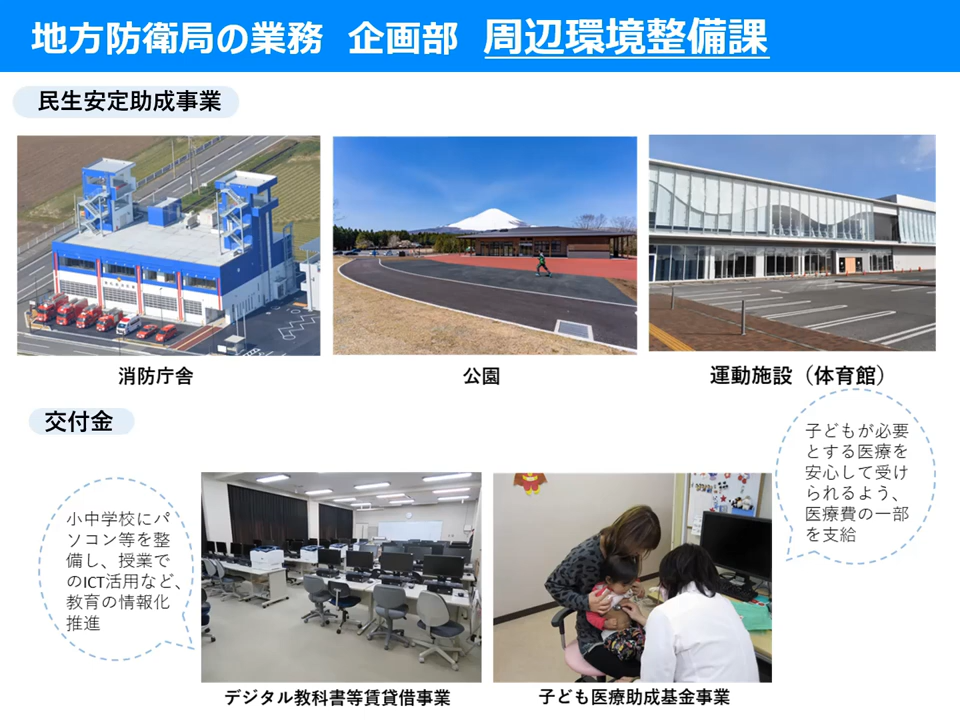 地方防衛局の業務　企画部　周辺環境整備課
民生安定助成事業
消防庁舎
公園
運動施設（体育館）
交付金
小中学校にパ
ソコン等を整
備し、授業で
のICT活用など、
教育の情報化
推進
子どもが必要
とする医療を
安心して受け
られるよう、
医療費の一部
を支給
デジタル教科書等賃貸借事業
子ども医療助成基金事業